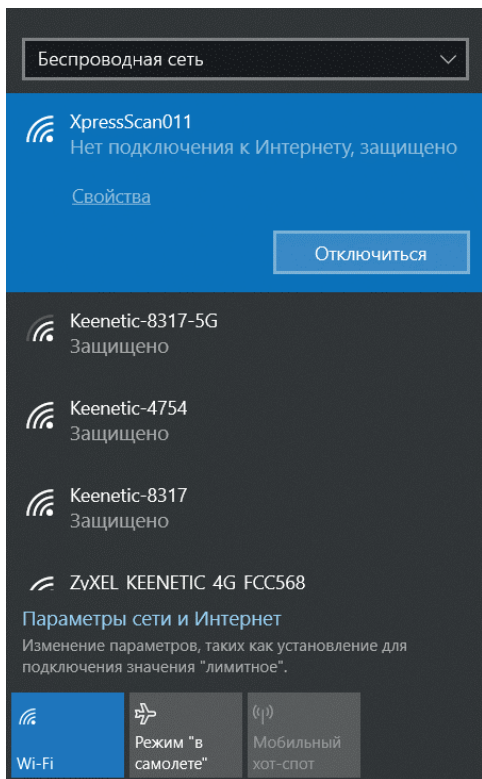 Беспроводная сеть
XpressScan011
Нет подключения к Интернету, защищено
Свойства
Отключиться
Keenetic-8317-5G
Защищено
Keenetic-4754
Защищено
Keenetic-8317
Защищено
ZyXEL KEENETIC 4G FCC568
Параметры сети и Интернет
Изменение параметров, таких как установление для
подключения значения "лимитное".
Wi-Fi
Режим "в
самолете"
Мобильный
хот-спот